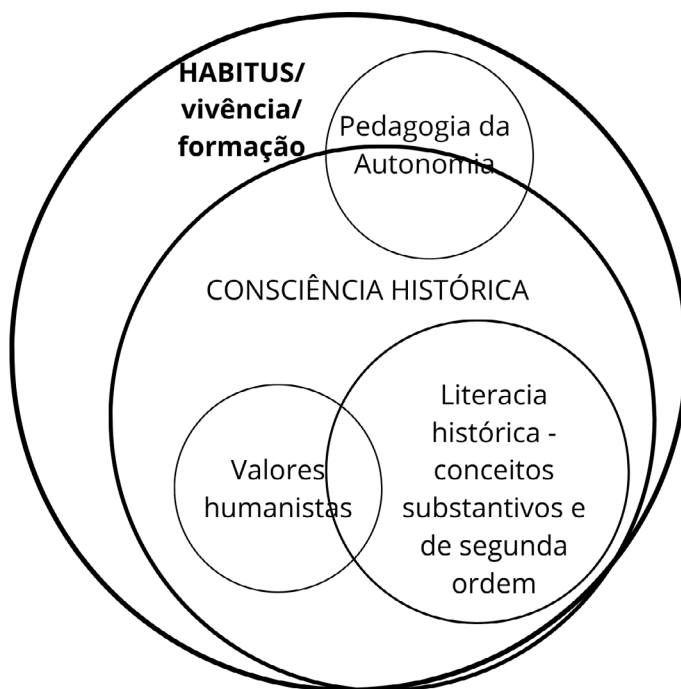 HABITUS/
vivência/
formação
Pedagogia da
Autonomia
CONSCIÊNCIA HISTÓRICA
Literacia
histórica -
conceitos
substantivos e
de segunda
ordem
Valores
humanistas